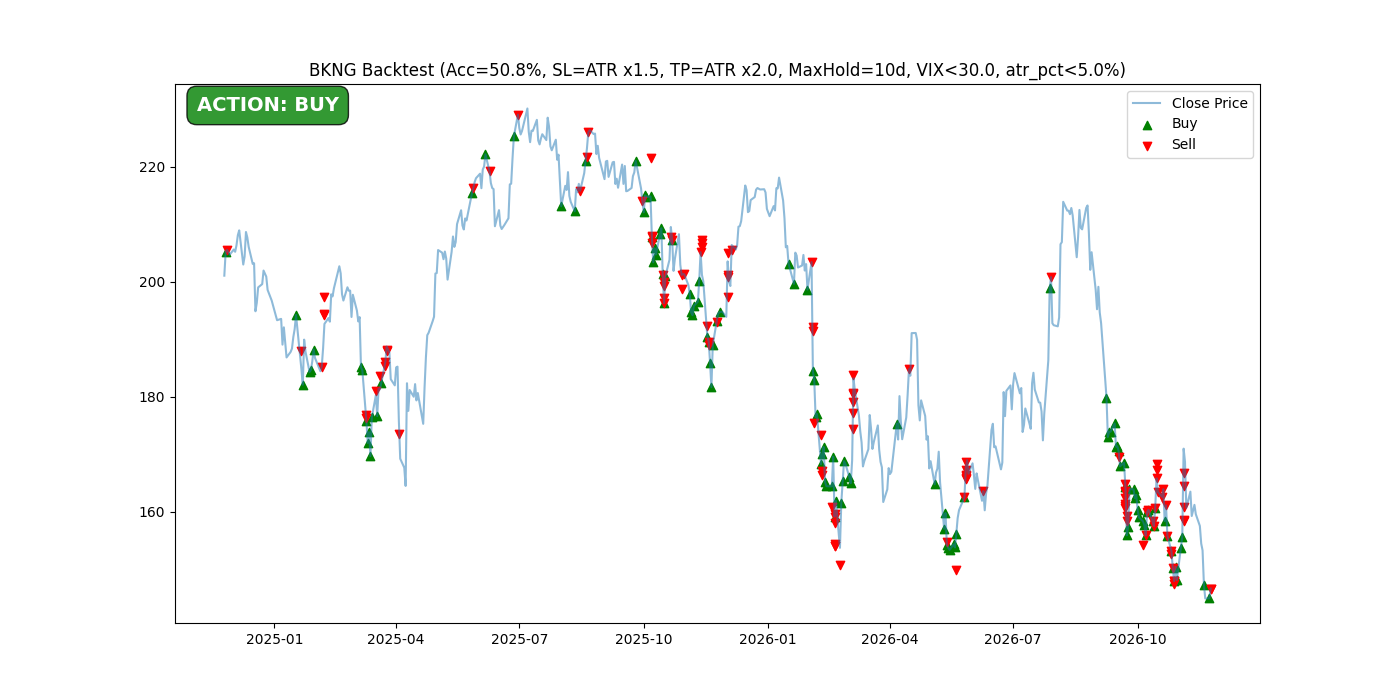 BKNG Backtest (Acc=50.8%, SL=ATR x1.5, TP=ATR x2.0, MaxHold=10d, VIX<30.0, atr_pct<5.0%)
ACTION: BUY
Close Price
Buy
Sell
220
200
180
160
2025-01 2025-04 2025-07 2025-10 2026-01 2026-04 2026-07 2026-10